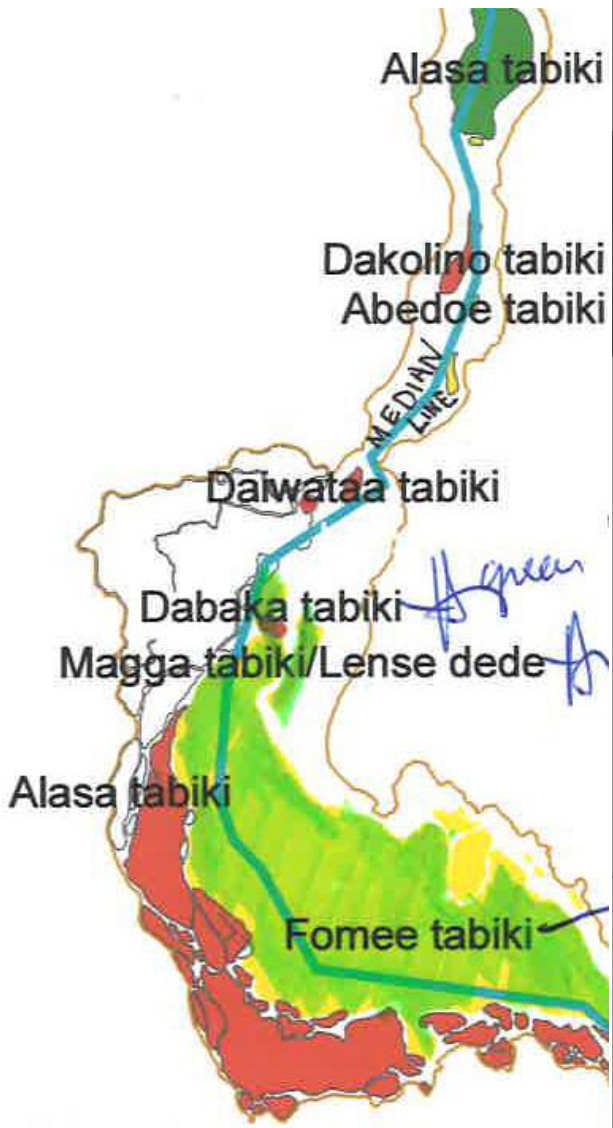 Alasa tabiki
Dakolino tabiki
Abedoe tabiki
MEDIAN
LINE
Daiwataa tabiki
Dabaka tabiki green
Magga tabiki/Lense dede
Alasa tabiki
Fomee tabiki